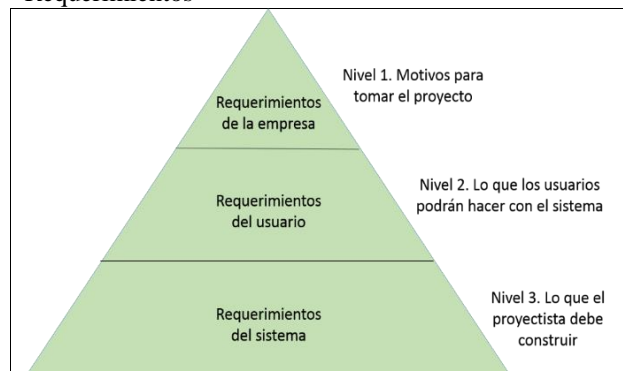 Requerimientos
Nivel 1. Motivos para
tomar el proyecto
Requerimientos
de la empresa
Nivel 2. Lo que los usuarios
podrán hacer con el sistema
Requerimientos
del usuario
Nivel 3. Lo que el
proyectista debe
construir
Requerimientos
del sistema